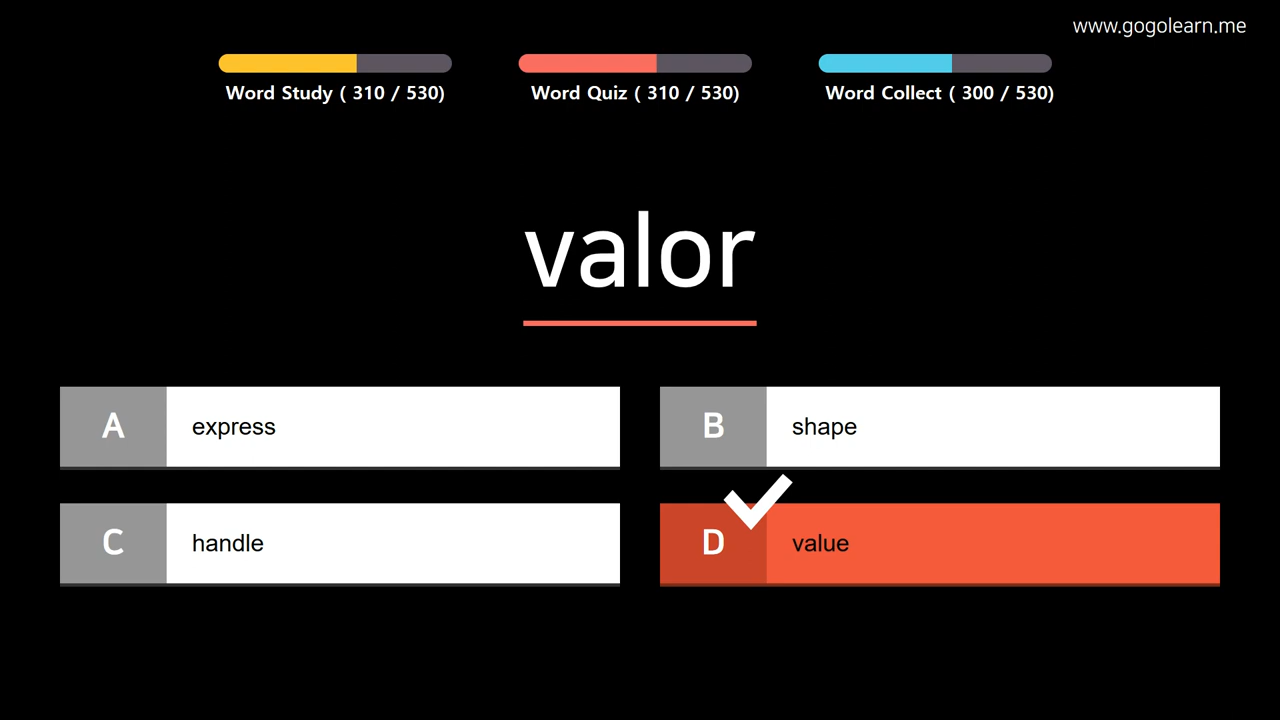 www.gogolearn.me
Word Study ( 310 / 530)
Word Quiz ( 310 / 530)
Word Collect ( 300 / 530)
valor
A express
B shape
C handle
D value